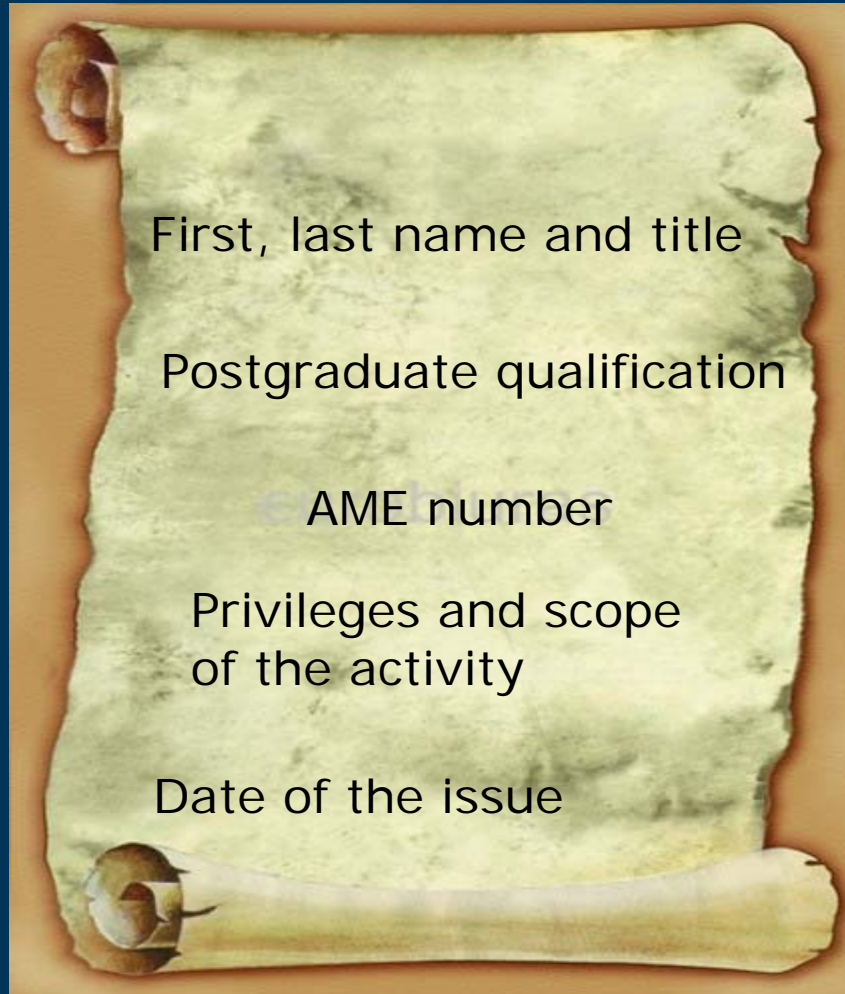 First, last name and title
Postgraduate qualification
AME number
Privileges and scope
of the activity
Date of the issue